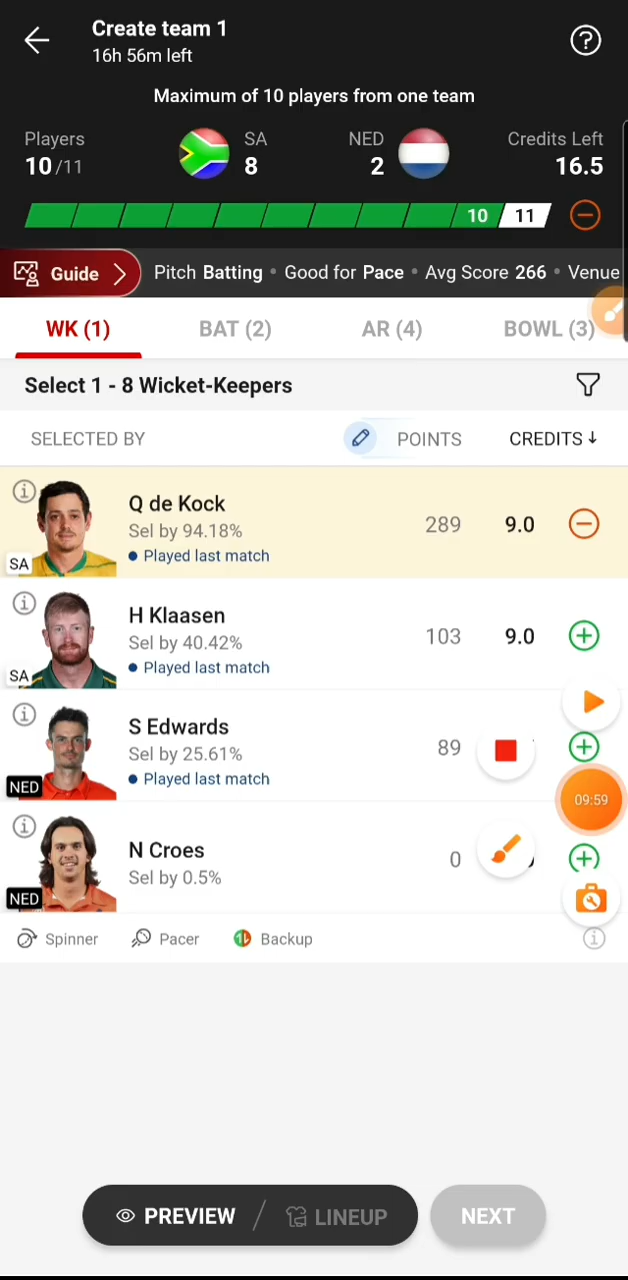 Create team 1
16h 56m left
Maximum of 10 players from one team
Players SA NED Credits Left
10/11 8 2 16.5
10 11
Guide Pitch Batting • Good for Pace • Avg Score 266 • Venue
WK (1) BAT (2) AR (4) BOWL (3)
Select 1 - 8 Wicket-Keepers
SELECTED BY POINTS CREDITS ↓
Q de Kock
Sel by 94.18% 289 9.0
SA • Played last match
H Klaasen
Sel by 40.42% 103 9.0
SA • Played last match
S Edwards
Sel by 25.61% 89
NED • Played last match
09:59
N Croes
Sel by 0.5% 0
NED
Spinner Pacer Backup
PREVIEW / LINEUP NEXT